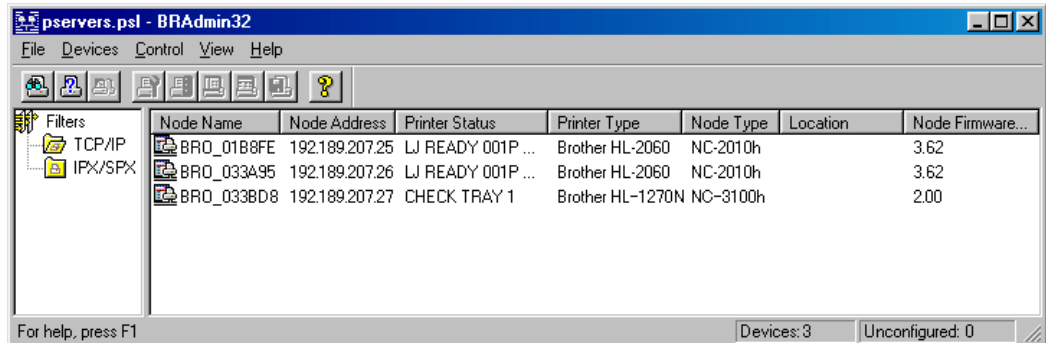 pservers.psl - BRAdmin32
File Devices Control View Help
Filters
TCP/IP
IPX/SPX
Node Name Node Address Printer Status Printer Type Node Type Location Node Firmware...
BRO_01B8FE 192.189.207.25 LJ READY 001P ... Brother HL-2060 NC-2010h 3.62
BRO_033A95 192.189.207.26 LJ READY 001P ... Brother HL-2060 NC-2010h 3.62
BRO_033BD8 192.189.207.27 CHECK TRAY 1 Brother HL-1270N NC-3100h 2.00
For help, press F1
Devices: 3
Unconfigured: 0